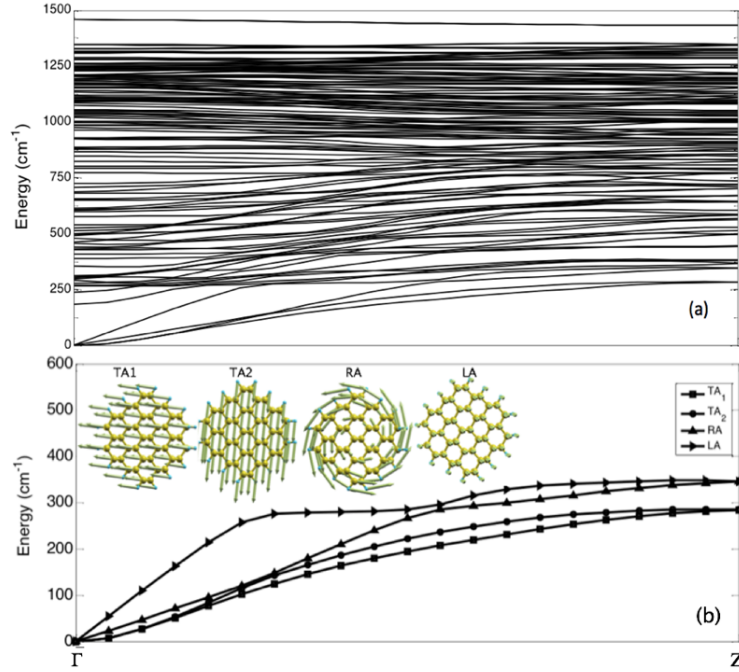 1500
1250
1000
750
500
250
0
Energy (cm⁻¹)
(a)
600
500
400
300
200
100
0
Energy (cm⁻¹)
TA1 TA2 RA LA
TA₁
TA₂
RA
LA
(b)
Γ Z